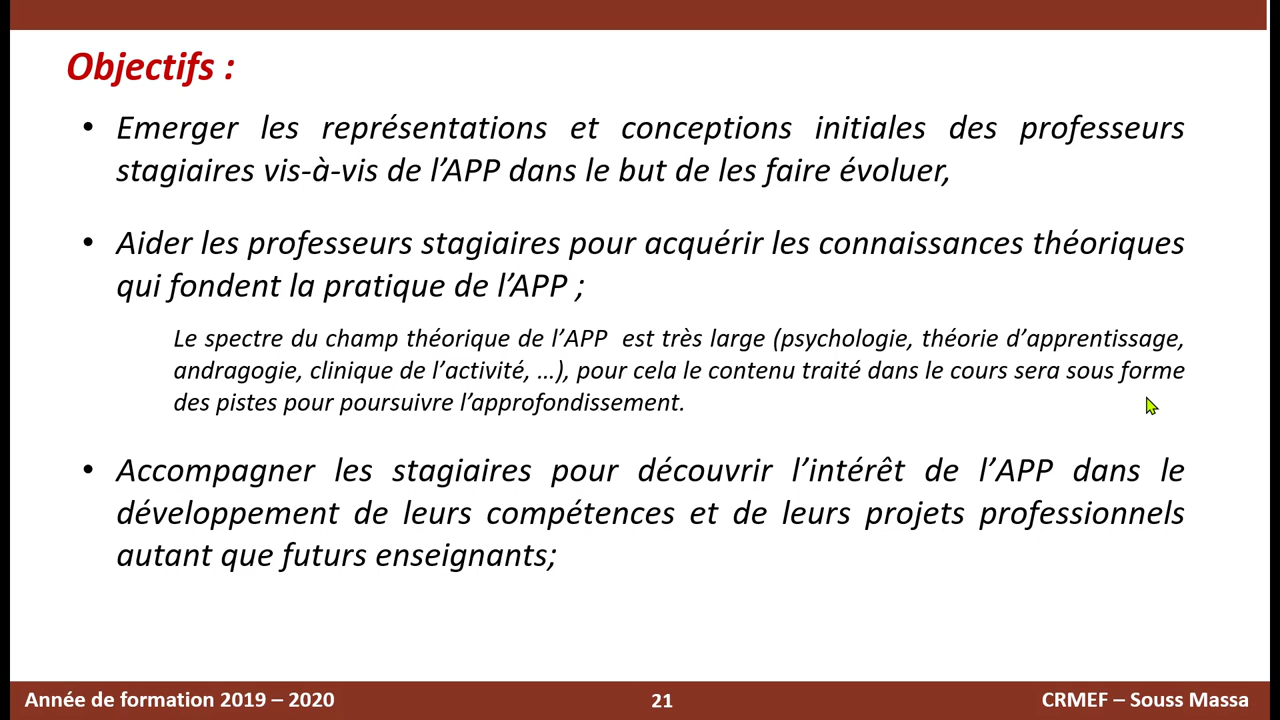 Objectifs :
• Emerger les représentations et conceptions initiales des professeurs
stagiaires vis-à-vis de l’APP dans le but de les faire évoluer,
• Aider les professeurs stagiaires pour acquérir les connaissances théoriques
qui fondent la pratique de l’APP ;
Le spectre du champ théorique de l’APP est très large (psychologie, théorie d’apprentissage,
andragogie, clinique de l’activité, …), pour cela le contenu traité dans le cours sera sous forme
des pistes pour poursuivre l’approfondissement.
• Accompagner les stagiaires pour découvrir l’intérêt de l’APP dans le
développement de leurs compétences et de leurs projets professionnels
autant que futurs enseignants;
Année de formation 2019 – 2020
21
CRMEF – Souss Massa